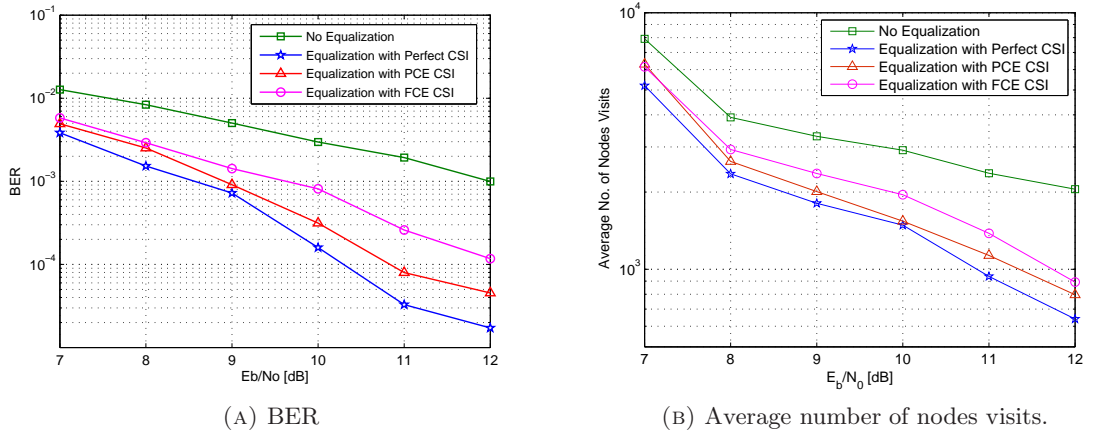 10^-1
10^-2
10^-3
10^-4
BER
7 8 9 10 11 12
Eb/No [dB]
No Equalization
Equalization with Perfect CSI
Equalization with PCE CSI
Equalization with FCE CSI
(A) BER
10^4
10^3
Average No. of Nodes Visits
7 8 9 10 11 12
E_b/N_0 [dB]
No Equalization
Equalization with Perfect CSI
Equalization with PCE CSI
Equalization with FCE CSI
(B) Average number of nodes visits.